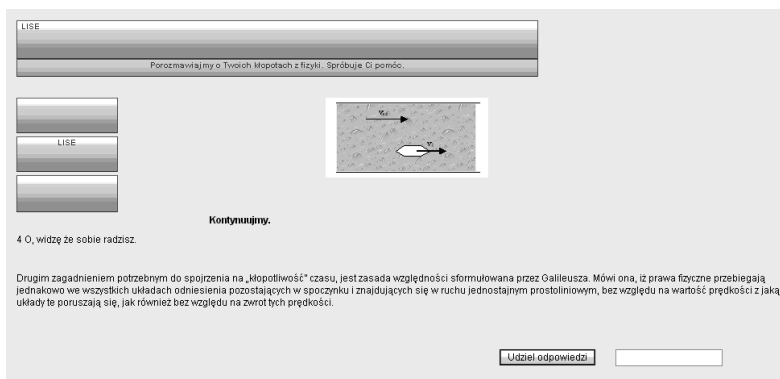 LISE
Porozmawiajmy o Twoich kłopotach z fizyki. Spróbuje Ci pomóc.
LISE
Kontynuujmy.
4 O, widzę że sobie radzisz.
Drugim zagadnieniem potrzebnym do spojrzenia na „kłopotliwość” czasu, jest zasada względności sformułowana przez Galileusza. Mówi ona, iż prawa fizyczne przebiegają
jednakowo we wszystkich układach odniesienia pozostających w spoczynku i znajdujących się w ruchu jednostajnym prostoliniowym, bez względu na wartość prędkości z jaką
układy te poruszają się, jak również bez względu na zwrot tych prędkości.
Udziel odpowiedzi